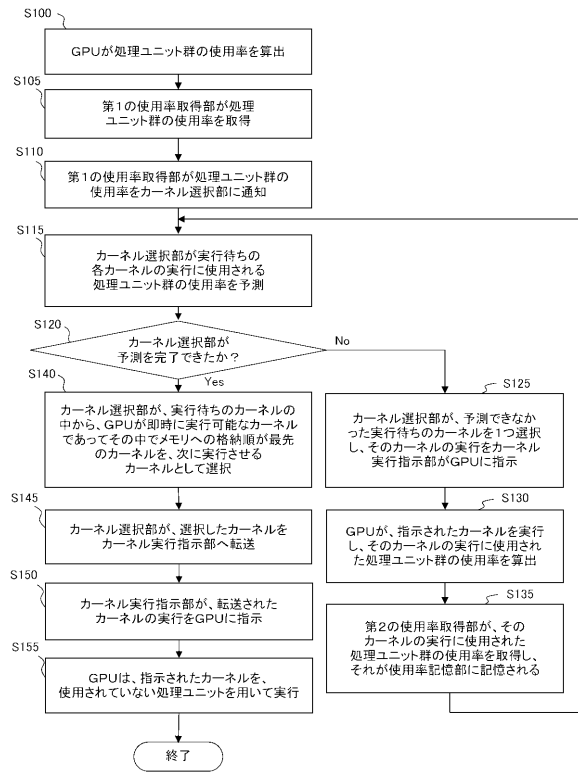 S100
GPUが処理ユニット群の使用率を算出
S105
第1の使用率取得部が処理
ユニット群の使用率を取得
S110
第1の使用率取得部が処理ユニット群の
使用率をカーネル選択部に通知
S115
カーネル選択部が実行待ちの
各カーネルの実行に使用される
処理ユニット群の使用率を予測
S120
カーネル選択部が
予測を完了できたか？
No
Yes
S140
カーネル選択部が、実行待ちのカーネルの
中から、GPUが即時に実行可能なカーネル
であってその中でメモリへの格納順が最先
のカーネルを、次に実行させる
カーネルとして選択
S145
カーネル選択部が、選択したカーネルを
カーネル実行指示部へ転送
S150
カーネル実行指示部が、転送された
カーネルの実行をGPUに指示
S155
GPUは、指示されたカーネルを、
使用されていない処理ユニットを用いて実行
終了
S125
カーネル選択部が、予測できなか
った実行待ちのカーネルを1つ選択
し、そのカーネルの実行をカーネル
実行指示部がGPUに指示
S130
GPUが、指示されたカーネルを実行
し、そのカーネルの実行に使用され
た処理ユニット群の使用率を算出
S135
第2の使用率取得部が、その
カーネルの実行に使用された
処理ユニット群の使用率を取得し、
それが使用率記憶部に記憶される